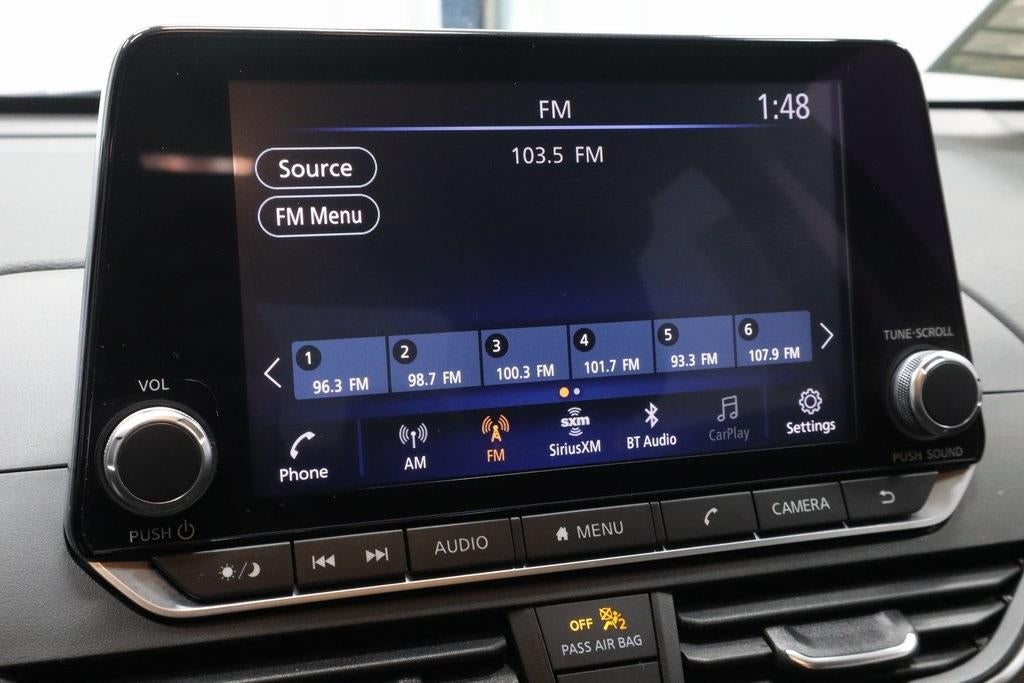 FM
1:48
103.5 FM
Source
FM Menu
1 2 3 4 5 6
96.3 FM 98.7 FM 100.3 FM 101.7 FM 93.3 FM 107.9 FM
Phone
AM
FM
sxm
SiriusXM
BT Audio
CarPlay
Settings
VOL
PUSH
TUNE•SCROLL
PUSH SOUND
AUDIO
MENU
CAMERA
OFF 2
PASS AIR BAG